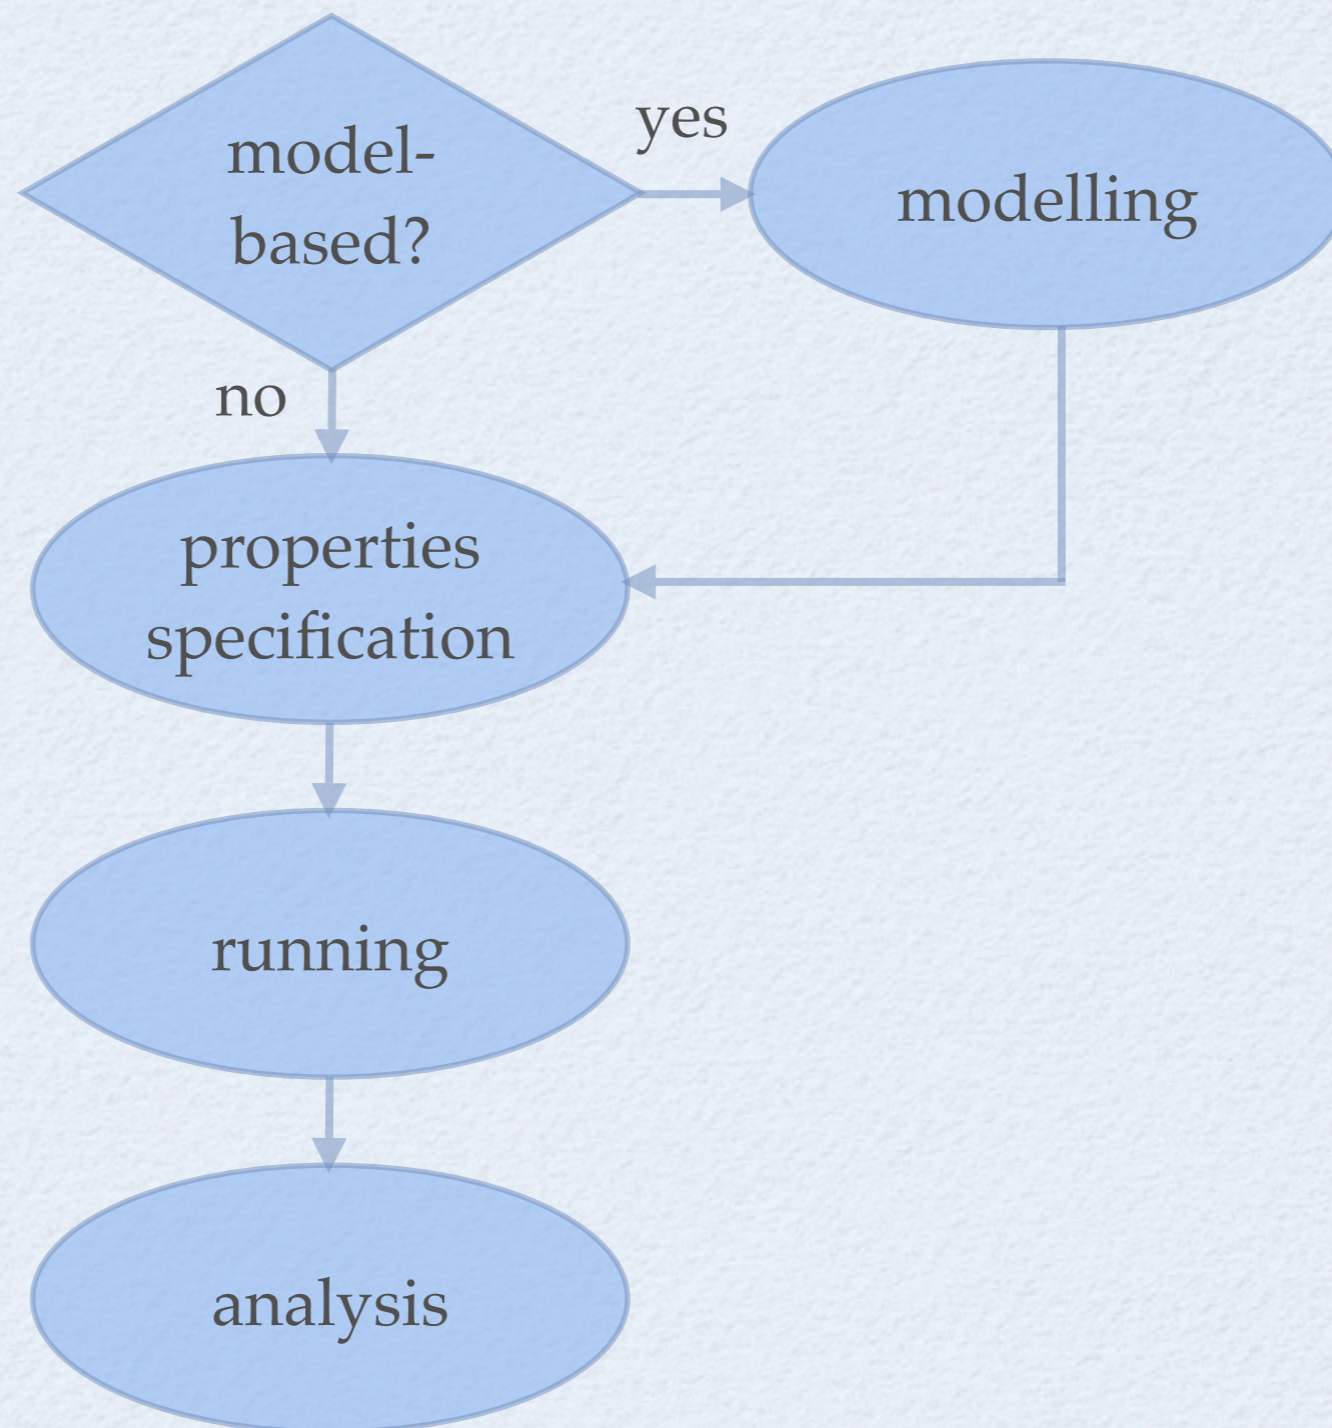 model-
based?
yes
modelling
no
properties
specification
running
analysis